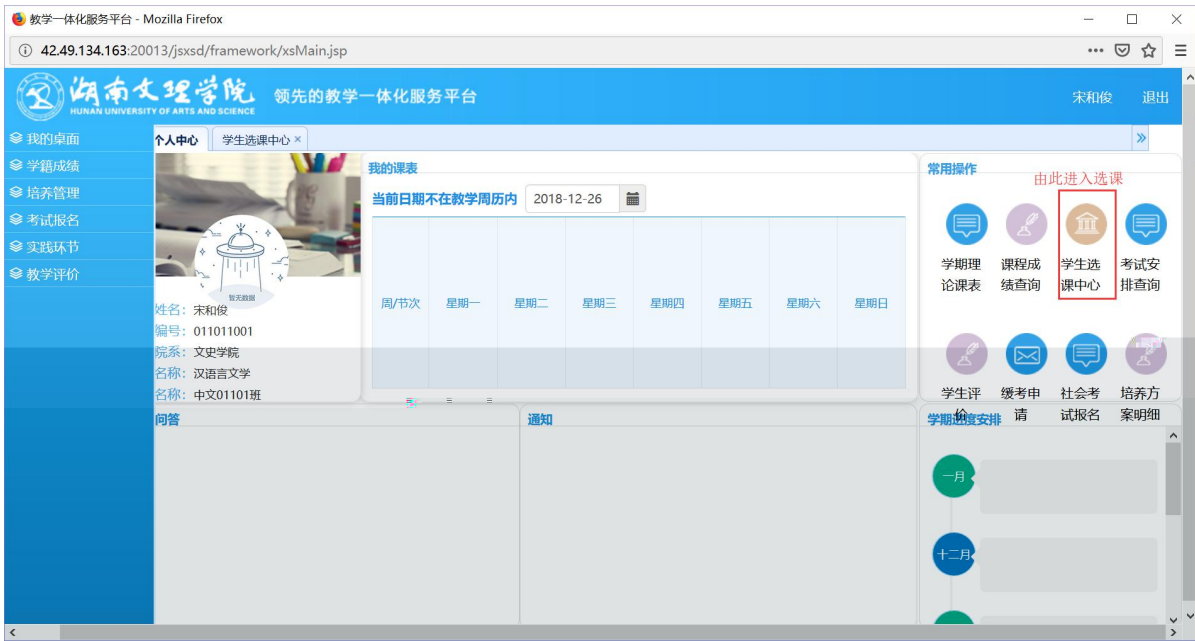 教学一体化服务平台 - Mozilla Firefox
42.49.134.163:20013/jsxsd/framework/xsMain.jsp
湖南文理学院
HUNAN UNIVERSITY OF ARTS AND SCIENCE
领先的教学一体化服务平台
宋和俊 退出
我的桌面
学籍成绩
培养管理
考试报名
实践环节
教学评价
个人中心 学生选课中心 ×
暂无数据
姓名：宋和俊
编号：011011001
院系：文史学院
名称：汉语言文学
名称：中文01101班
我的课表
当前日期不在教学周历内 2018-12-26
周/节次 星期一 星期二 星期三 星期四 星期五 星期六 星期日
常用操作
由此进入选课
学期理论课表
课程成绩查询
学生选课中心
考试安排查询
学生评价
缓考申请
社会考试报名
培养方案明细
问答
通知
学期进度安排
一月
十二月